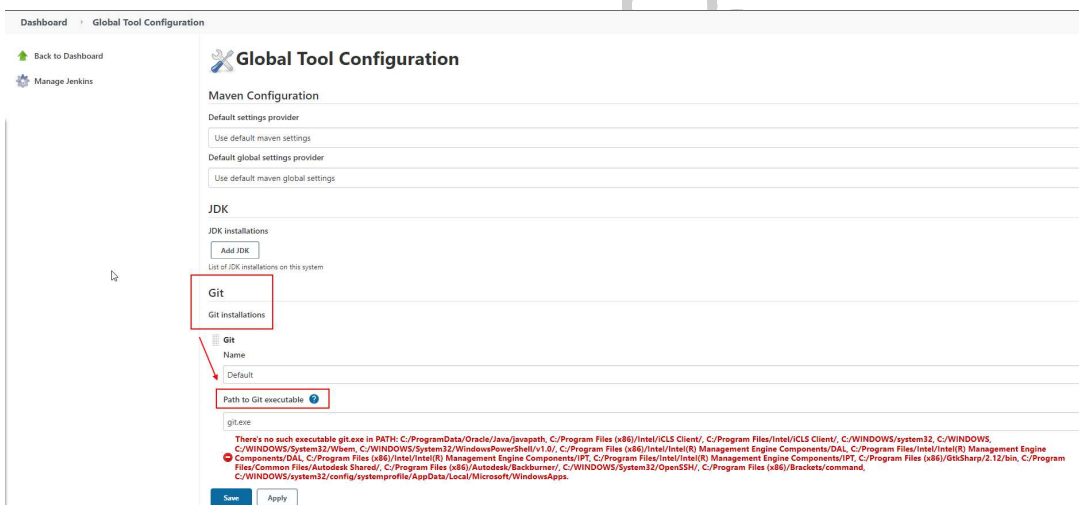 Dashboard › Global Tool Configuration
Back to Dashboard
Manage Jenkins
Global Tool Configuration
Maven Configuration
Default settings provider
Use default maven settings
Default global settings provider
Use default maven global settings
JDK
JDK installations
Add JDK
List of JDK installations on this system
Git
Git installations
Git
Name
Default
Path to Git executable ?
git.exe
There's no such executable git.exe in PATH: C:/ProgramData/Oracle/Java/javapath, C:/Program Files (x86)/Intel/iCLS Client/, C:/Program Files/Intel/iCLS Client/, C:/WINDOWS/system32, C:/WINDOWS,
C:/WINDOWS/System32/Wbem, C:/WINDOWS/System32/WindowsPowerShell/v1.0/, C:/Program Files (x86)/Intel/Intel(R) Management Engine Components/DAL, C:/Program Files/Intel/Intel(R) Management Engine
Components/DAL, C:/Program Files (x86)/Intel/Intel(R) Management Engine Components/IPT, C:/Program Files/Intel/Intel(R) Management Engine Components/IPT, C:/Program Files (x86)/GtkSharp/2.12/bin, C:/Program
Files/Common Files/Autodesk Shared/, C:/Program Files (x86)/Autodesk/Backburner/, C:/WINDOWS/System32/OpenSSH/, C:/Program Files (x86)/Brackets/command,
C:/WINDOWS/system32/config/systemprofile/AppData/Local/Microsoft/WindowsApps.
Save
Apply